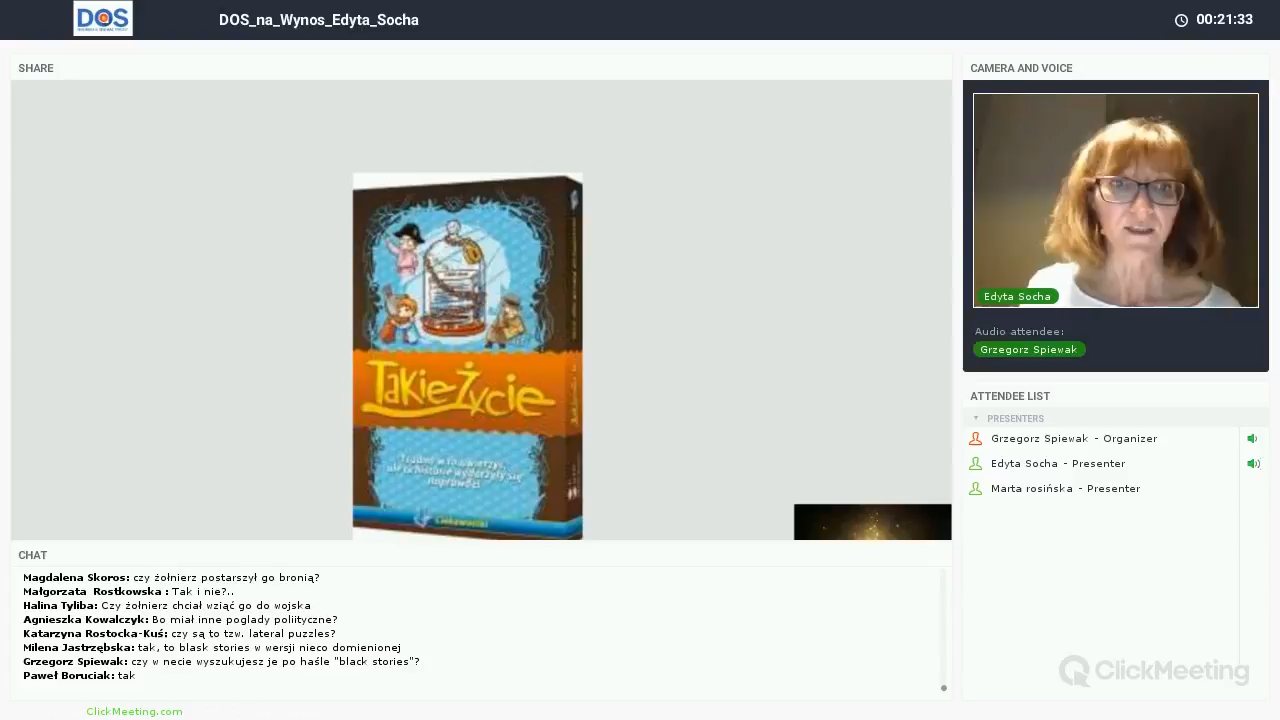 DOS
DOS_na_Wynos_Edyta_Socha
00:21:33
SHARE
Takie Życie
CHAT
Magdalena Skoros: czy żołnierz postarszył go bronią?
Małgorzata Rostkowska : Tak i nie?..
Halina Tyliba: Czy żołnierz chciał wziąć go do wojska
Agnieszka Kowalczyk: Bo miał inne poglady poliityczne?
Katarzyna Rostocka-Kuś: czy są to tzw. lateral puzzles?
Milena Jastrzębska: tak, to blask stories w wersji nieco domienionej
Grzegorz Spiewak: czy w necie wyszukujesz je po haśle "black stories"?
Paweł Boruciak: tak
ClickMeeting.com
CAMERA AND VOICE
Edyta Socha
Audio attendee:
Grzegorz Spiewak
ATTENDEE LIST
PRESENTERS
Grzegorz Spiewak - Organizer
Edyta Socha - Presenter
Marta rosińska - Presenter
ClickMeeting